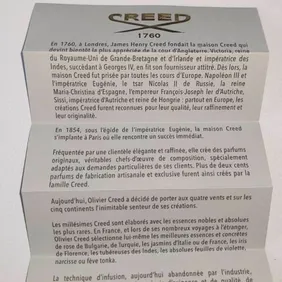 CREED
1760
En 1760, à Londres, James Henry Creed fondait la maison Creed qui
devint bientôt la plus appréciée de la cour d'Angleterre. Victoria, reine
du Royaume-Uni de Grande-Bretagne et d'Irlande et impératrice des
Indes, succédant à Georges IV, en fit son fournisseur attitré. Dès lors, la
maison Creed fut prisée par toutes les cours d'Europe. Napoléon III et
l'impératrice Eugénie, le tsar Nicolas II de Russie, la reine
Maria Christina d'Espagne, l'empereur François Joseph Ier d'Autriche,
Sissi, impératrice d'Autriche et reine de Hongrie : partout en Europe, les
créations Creed furent reconnues pour leur qualité, leur raffinement et
leur originalité.
En 1854, sous l'égide de l'impératrice Eugénie, la maison Creed
s'implante à Paris où elle rencontre un succès immédiat.
Fréquentée par une clientèle élégante et raffinée, elle crée des parfums
originaux, véritables chefs-d'œuvre de composition, spécialement
adaptés aux demandes particulières de ses clients. Plus de deux cents
parfums de fabrication artisanale et exclusive furent ainsi créés par la
famille Creed.
Aujourd'hui, Olivier Creed a décidé de porter aux quatre vents et sur les
cinq continents l'inimitable senteur de ses créations.
Les millésimes Creed sont élaborés avec les essences nobles et absolues
les plus rares. En France, et lors de ses nombreux voyages à l'étranger,
Olivier Creed sélectionne lui-même les meilleures essences et concrètes
de rose de Bulgarie, de Turquie, les jasmins d'Italie ou de France, les iris
de Florence, les tubéreuses des Indes, les absolues feuilles de violette,
narcisse ou fève tonka.
La technique d'infusion, aujourd'hui abandonnée par l'industrie,